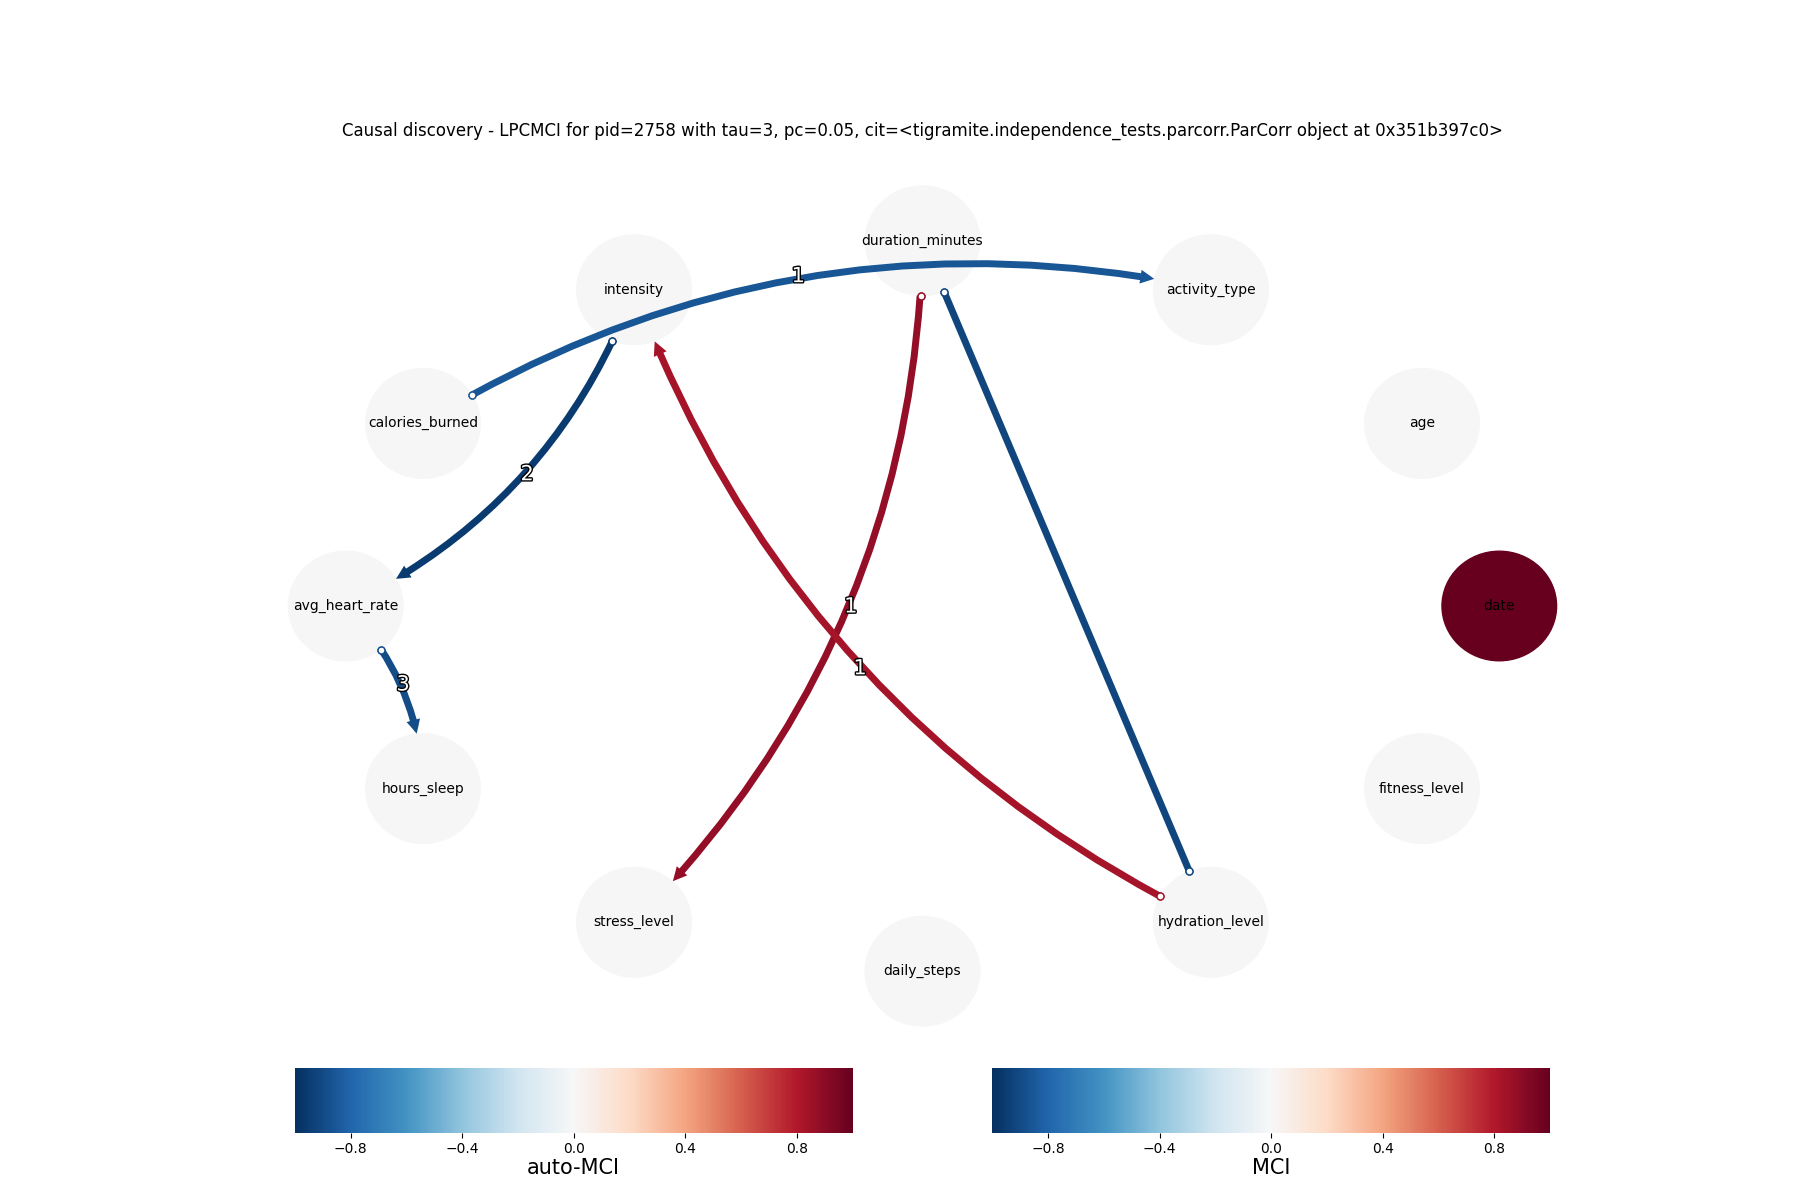 Causal discovery - LPCMCI for pid=2758 with tau=3, pc=0.05, cit=<tigramite.independence_tests.parcorr.ParCorr object at 0x351b397c0>
duration_minutes
intensity
activity_type
1
calories_burned
age
2
avg_heart_rate
date
1
1
3
hours_sleep
fitness_level
stress_level
hydration_level
daily_steps
−0.8 −0.4 0.0 0.4 0.8
auto-MCI
−0.8 −0.4 0.0 0.4 0.8
MCI